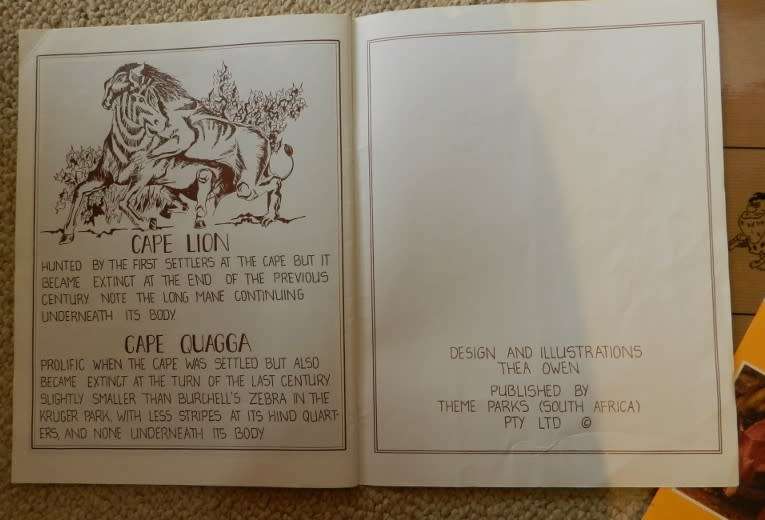 CAPE LION
HUNTED BY THE FIRST SETTLERS AT THE CAPE BUT IT
BECAME EXTINCT AT THE END OF THE PREVIOUS
CENTURY. NOTE THE LONG MANE CONTINUING
UNDERNEATH ITS BODY.
CAPE QUAGGA
PROLIFIC WHEN THE CAPE WAS SETTLED BUT ALSO
BECAME EXTINCT AT THE TURN OF THE LAST CENTURY.
SLIGHTLY SMALLER THAN BURCHELL'S ZEBRA IN THE
KRUGER PARK, WITH LESS STRIPES AT ITS HIND QUART-
ERS, AND NONE UNDERNEATH ITS BODY.
DESIGN AND ILLUSTRATIONS
THEA OWEN
PUBLISHED BY
THEME PARKS (SOUTH AFRICA)
PTY LTD ©